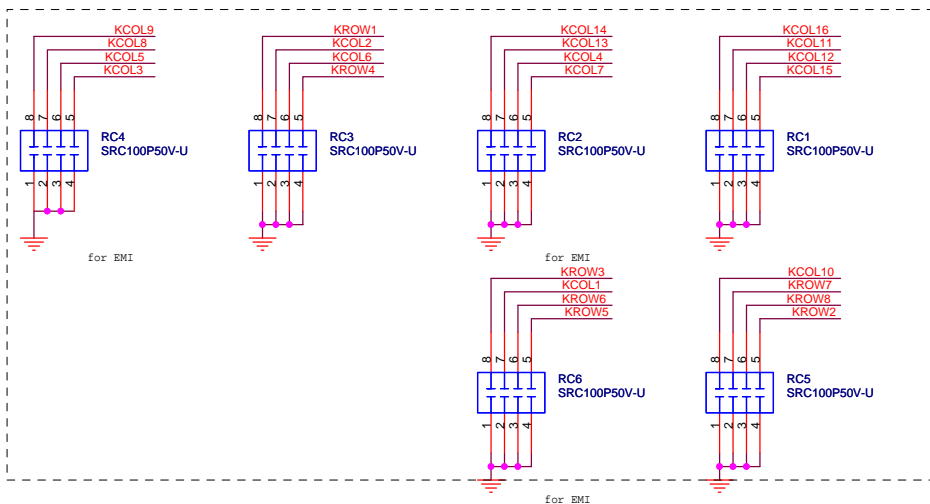 KCOL9
KCOL8
KCOL5
KCOL3
8 7 6 5
RC4
SRC100P50V-U
1 2 3 4
for EMI
KROW1
KCOL2
KCOL6
KROW4
8 7 6 5
RC3
SRC100P50V-U
1 2 3 4
KCOL14
KCOL13
KCOL4
KCOL7
8 7 6 5
RC2
SRC100P50V-U
1 2 3 4
for EMI
KCOL16
KCOL11
KCOL12
KCOL15
8 7 6 5
RC1
SRC100P50V-U
1 2 3 4
KROW3
KCOL1
KROW6
KROW5
8 7 6 5
RC6
SRC100P50V-U
1 2 3 4
for EMI
KCOL10
KROW7
KROW8
KROW2
8 7 6 5
RC5
SRC100P50V-U
1 2 3 4